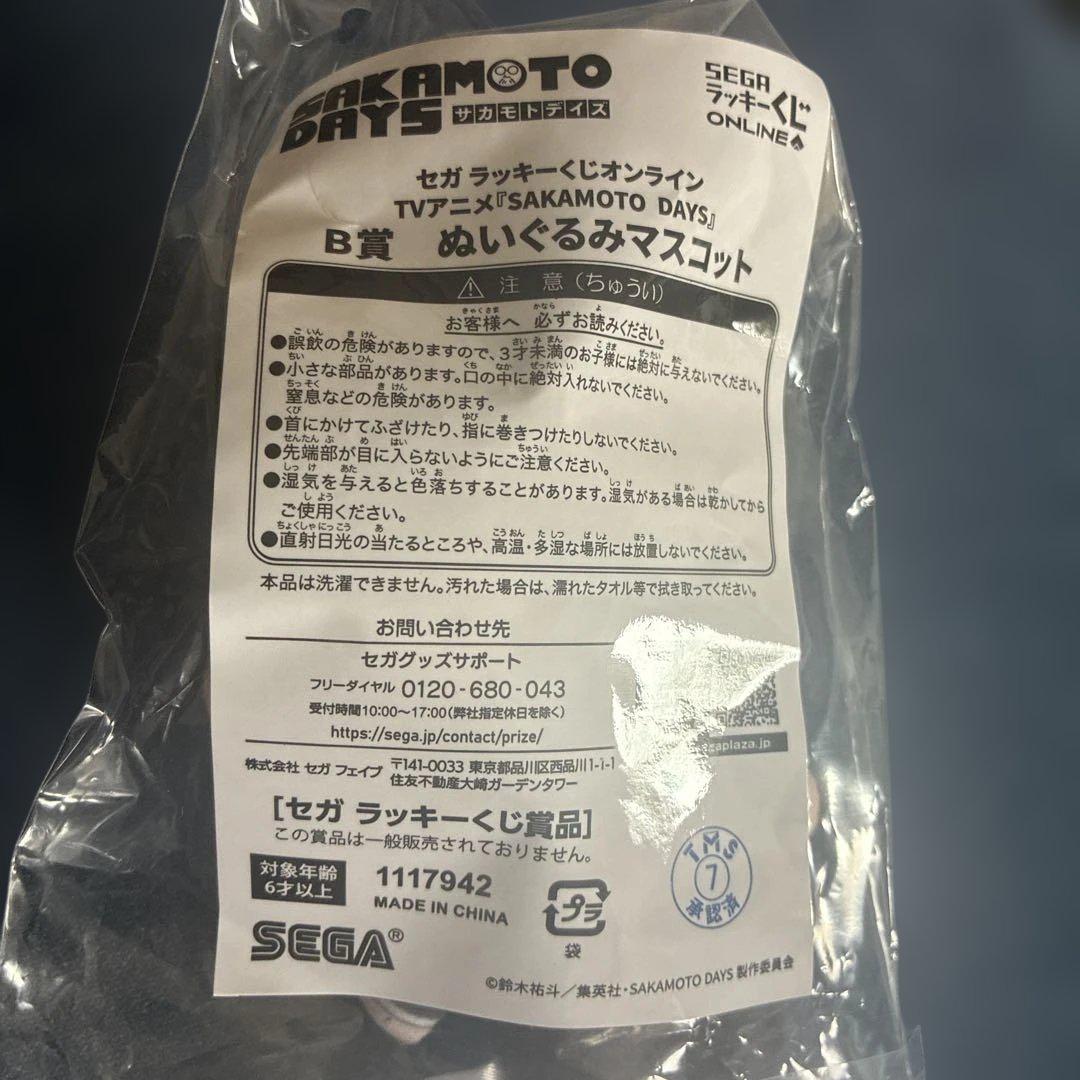 SAKAMOTO
DAYS サカモトデイズ
SEGA
ラッキーくじ
ONLINE
セガ ラッキーくじオンライン
TVアニメ『SAKAMOTO DAYS』
B賞 ぬいぐるみマスコット
⚠ 注 意(ちゅうい)
お客様へ 必ずお読みください。
●誤飲の危険がありますので、3才未満のお子様には絶対に与えないでください。
●小さな部品があります。口の中に絶対入れないでください。
窒息などの危険があります。
●首にかけてふざけたり、指に巻きつけたりしないでください。
●先端部が目に入らないようにご注意ください。
●湿気を与えると色落ちすることがあります。湿気がある場合は乾かしてから
ご使用ください。
●直射日光の当たるところや、高温・多湿な場所には放置しないでください。
本品は洗濯できません。汚れた場合は、濡れたタオル等で拭き取ってください。
お問い合わせ先
セガグッズサポート
フリーダイヤル 0120-680-043
受付時間10:00〜17:00(弊社指定休日を除く)
https://sega.jp/contact/prize/
gaplaza.jp
株式会社 セガ フェイブ 〒141-0033 東京都品川区西品川1-1-1
住友不動産大崎ガーデンタワー
[セガ ラッキーくじ賞品]
この賞品は一般販売されておりません。
対象年齢
6才以上
1117942
MADE IN CHINA
プラ
袋
TMS
7
承認済
SEGA®
©鈴木祐斗/集英社・SAKAMOTO DAYS 製作委員会